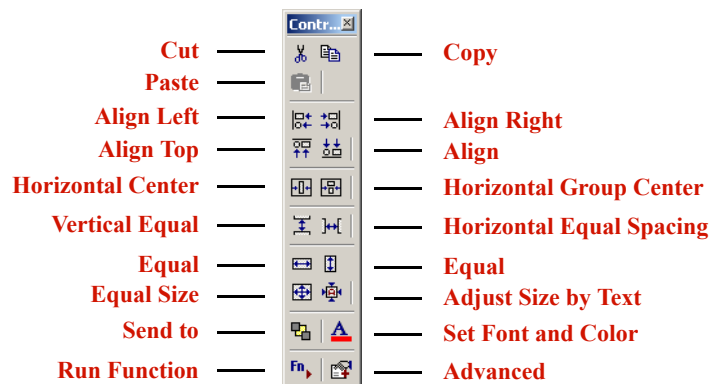 Contr...
Cut
Copy
Paste
Align Left
Align Right
Align Top
Align
Horizontal Center
Horizontal Group Center
Vertical Equal
Horizontal Equal Spacing
Equal
Equal
Equal Size
Adjust Size by Text
Send to
A
Set Font and Color
Run Function
Fn
Advanced